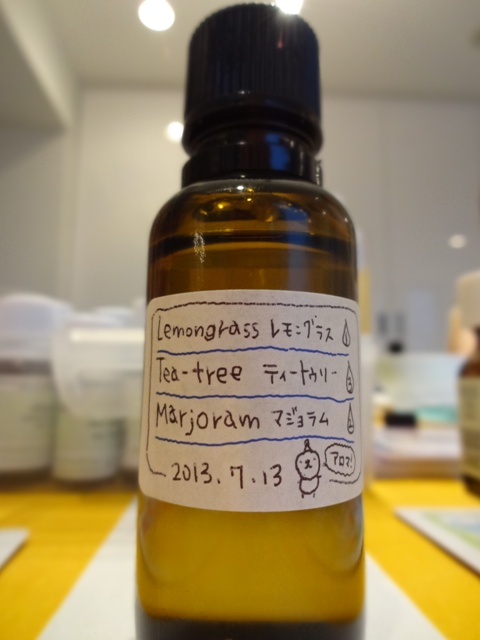 Lemongrass レモングラス
Tea-tree ティートゥリー
Marjoram マジョラム
2013.7.13 アロマ!